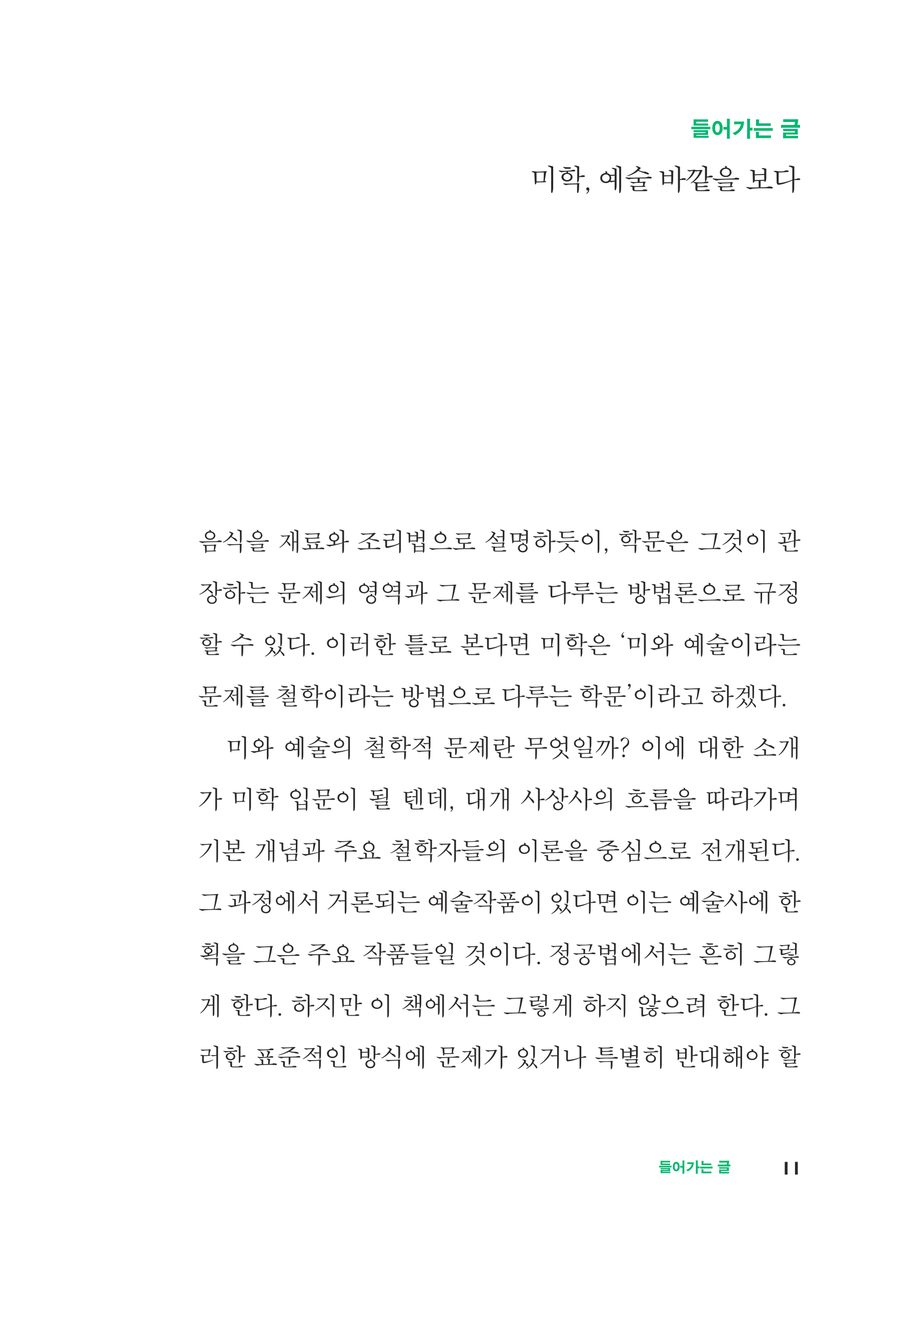 들어가는 글
미학, 예술 바깥을 보다
음식을 재료와 조리법으로 설명하듯이, 학문은 그것이 관
장하는 문제의 영역과 그 문제를 다루는 방법론으로 규정
할 수 있다. 이러한 틀로 본다면 미학은 ‘미와 예술이라는
문제를 철학이라는 방법으로 다루는 학문’이라고 하겠다.
미와 예술의 철학적 문제란 무엇일까? 이에 대한 소개
가 미학 입문이 될 텐데, 대개 사상사의 흐름을 따라가며
기본 개념과 주요 철학자들의 이론을 중심으로 전개된다.
그 과정에서 거론되는 예술작품이 있다면 이는 예술사에 한
획을 그은 주요 작품들일 것이다. 정공법에서는 흔히 그렇
게 한다. 하지만 이 책에서는 그렇게 하지 않으려 한다. 그
러한 표준적인 방식에 문제가 있거나 특별히 반대해야 할
들어가는 글 11